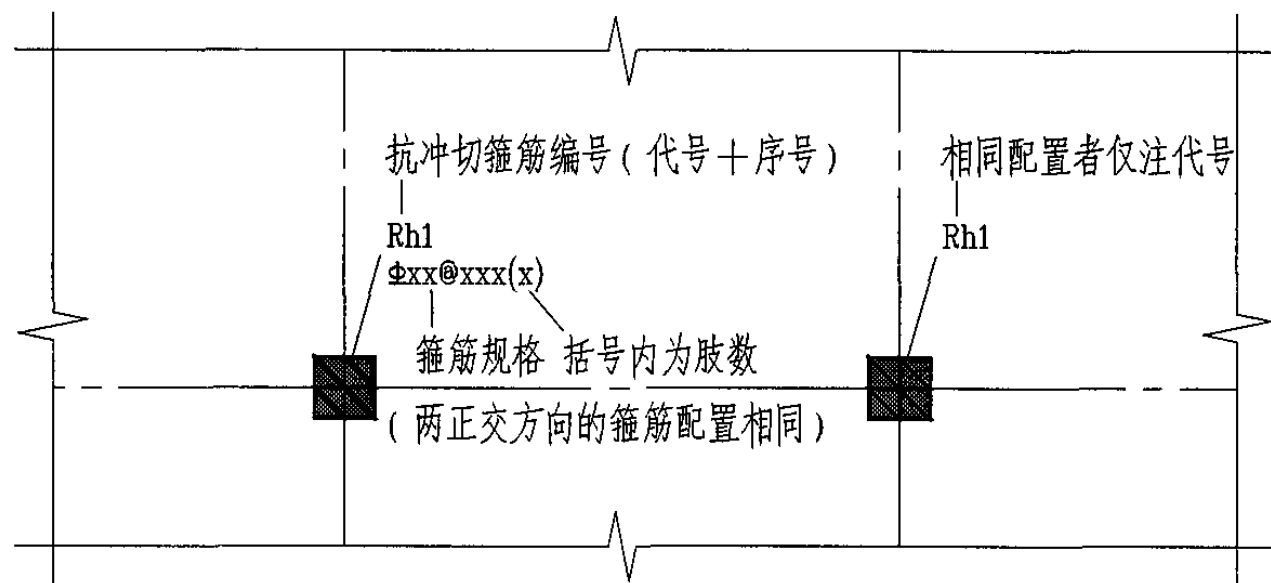 抗冲切箍筋编号(代号+序号)
相同配置者仅注代号
Rh1
Rh1
Φxx@xxx(x)
箍筋规格 括号内为肢数
(两正交方向的箍筋配置相同)